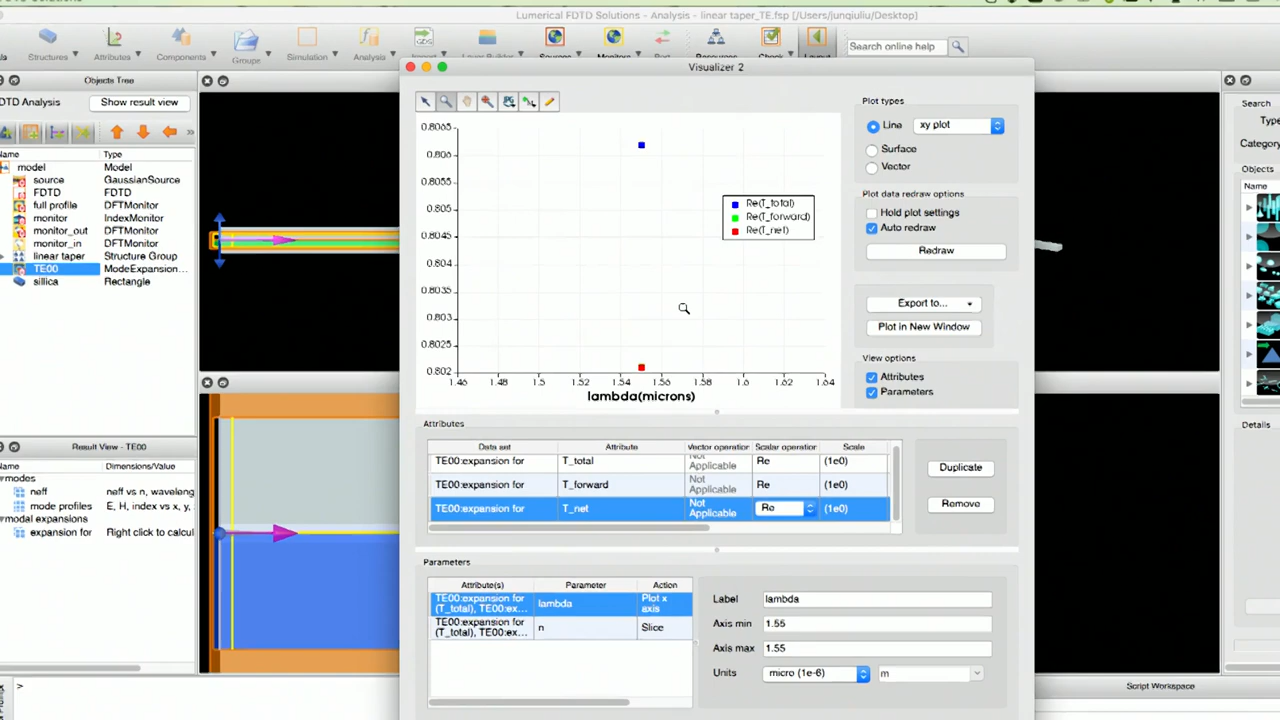 Lumerical FDTD Solutions - Analysis - linear taper_TE.fsp [/Users/junqiuliu/Desktop]
Structures
Attributes
Components
Groups
Simulation
Analysis
Search online help
Objects Tree
Visualizer 2
FDTD Analysis
Show result view
Name
Type
model
Model
source
GaussianSource
FDTD
FDTD
full profile
DFTMonitor
monitor
IndexMonitor
monitor_out
DFTMonitor
monitor_in
DFTMonitor
linear taper
Structure Group
TE00
ModeExpansion...
sillica
Rectangle
0.8065
0.806
0.8055
0.805
0.8045
0.804
0.8035
0.803
0.8025
0.802
1.46
1.48
1.5
1.52
1.54
1.56
1.58
1.6
1.62
1.64
lambda(microns)
Re(T_total)
Re(T_forward)
Re(T_net)
Plot types
Line
xy plot
Surface
Vector
Plot data redraw options
Hold plot settings
Auto redraw
Redraw
Export to...
Plot in New Window
View options
Attributes
Parameters
Search
Type
Category
Objects
Name
Details
Result View - TE00
Name
Dimensions/Value
modes
neff
neff vs n, waveleng
mode profiles
E, H, index vs x, y,
modal expansions
expansion for
Right click to calcul
Attributes
Data set
Attribute
Vector operation
Scalar operation
Scale
TE00:expansion for
T_total
Not Applicable
Re
(1e0)
TE00:expansion for
T_forward
Not Applicable
Re
(1e0)
TE00:expansion for
T_net
Not Applicable
Re
(1e0)
Duplicate
Remove
Parameters
Attribute(s)
Parameter
Action
TE00:expansion for
(T_total), TE00:ex...
lambda
Plot x axis
TE00:expansion for
(T_total), TE00:ex...
n
Slice
Label
lambda
Axis min
1.55
Axis max
1.55
Units
micro (1e-6)
m
>
Script Workspace